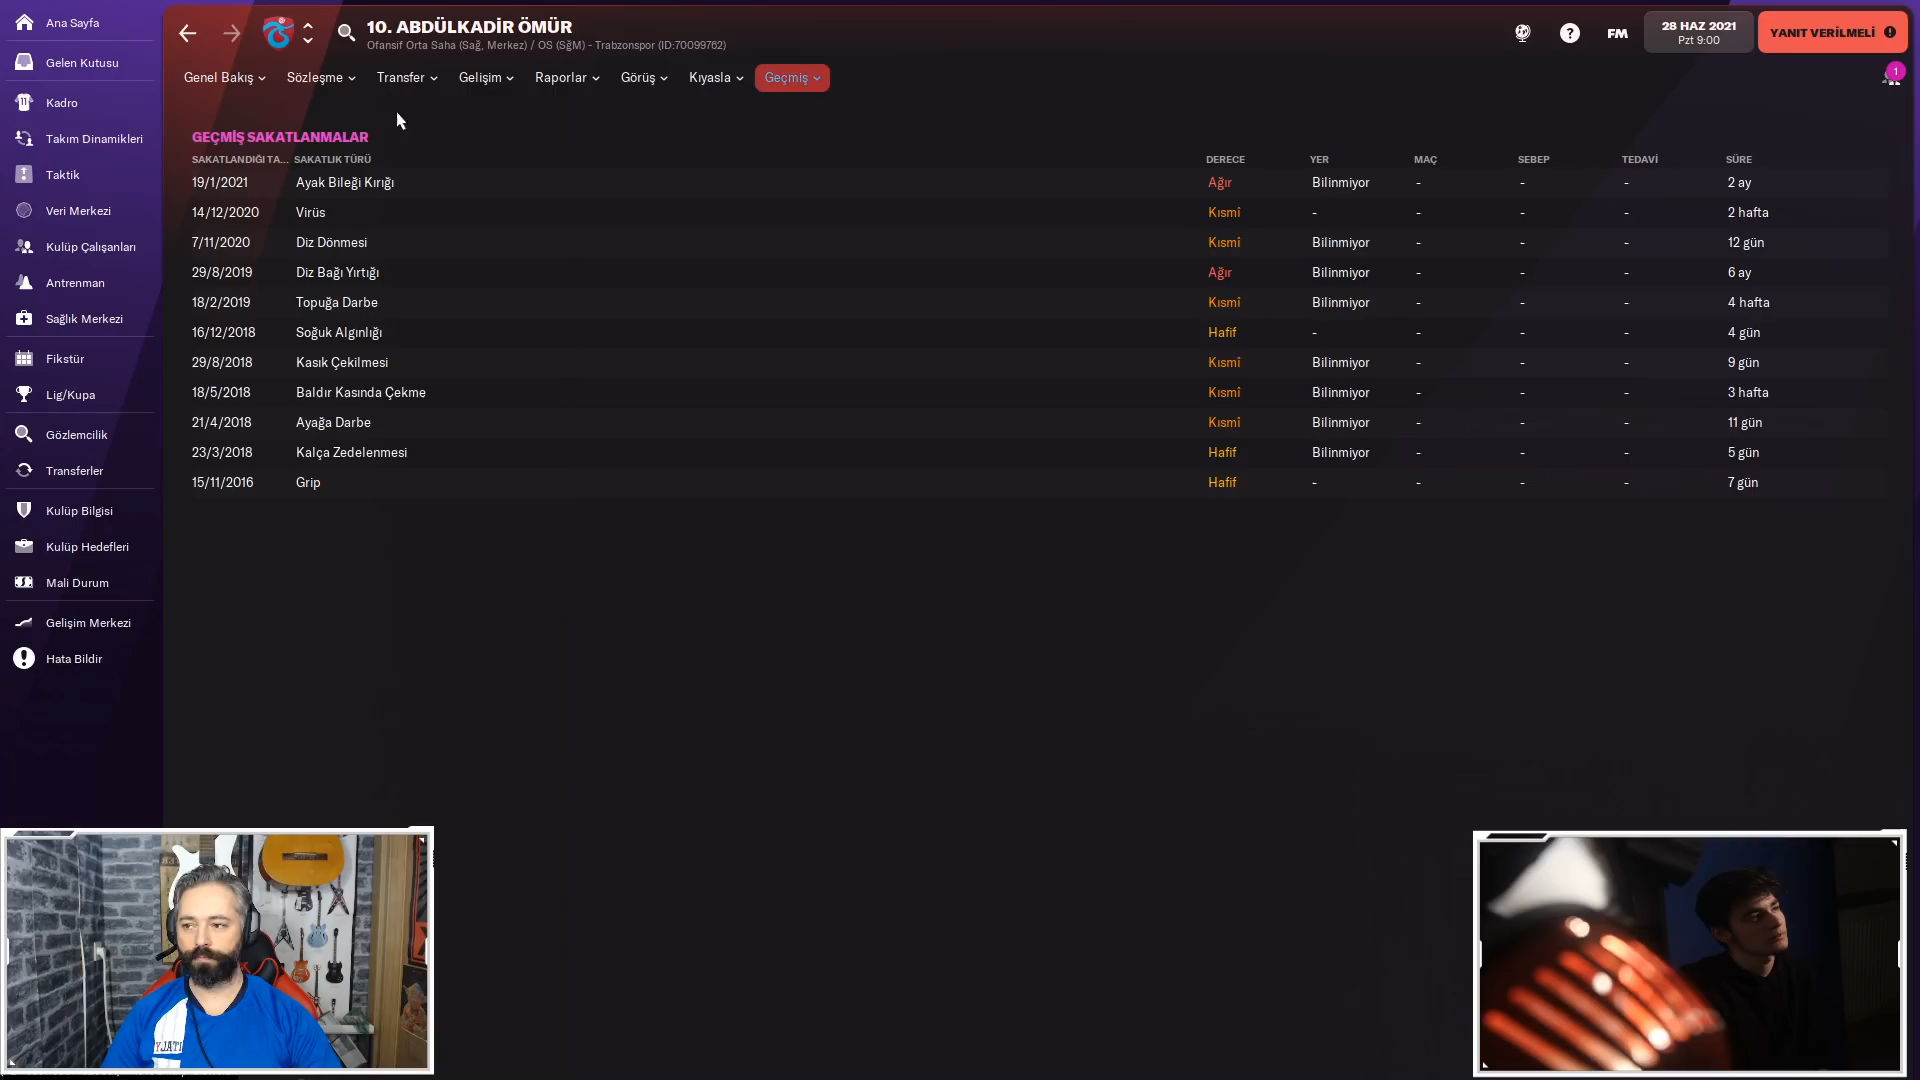 Ana Sayfa
Gelen Kutusu
Kadro
Takım Dinamikleri
Taktik
Veri Merkezi
Kulüp Çalışanları
Antrenman
Sağlık Merkezi
Fikstür
Lig/Kupa
Gözlemcilik
Transferler
Kulüp Bilgisi
Kulüp Hedefleri
Mali Durum
Gelişim Merkezi
Hata Bildir
10. ABDÜLKADİR ÖMÜR
Ofansif Orta Saha (Sağ, Merkez) / OS (SğM) - Trabzonspor (ID:70099762)
FM
28 HAZ 2021
Pzt 9:00
YANIT VERİLMELİ
1
Genel Bakış Sözleşme Transfer Gelişim Raporlar Görüş Kıyasla Geçmiş
GEÇMİŞ SAKATLANMALAR
SAKATLANDIĞI TA... SAKATLIK TÜRÜ DERECE YER MAÇ SEBEP TEDAVİ SÜRE
19/1/2021 Ayak Bileği Kırığı Ağır Bilinmiyor - - - 2 ay
14/12/2020 Virüs Kısmî - - - - 2 hafta
7/11/2020 Diz Dönmesi Kısmî Bilinmiyor - - - 12 gün
29/8/2019 Diz Bağı Yırtığı Ağır Bilinmiyor - - - 6 ay
18/2/2019 Topuğa Darbe Kısmî Bilinmiyor - - - 4 hafta
16/12/2018 Soğuk Algınlığı Hafif - - - - 4 gün
29/8/2018 Kasık Çekilmesi Kısmî Bilinmiyor - - - 9 gün
18/5/2018 Baldır Kasında Çekme Kısmî Bilinmiyor - - - 3 hafta
21/4/2018 Ayağa Darbe Kısmî Bilinmiyor - - - 11 gün
23/3/2018 Kalça Zedelenmesi Hafif Bilinmiyor - - - 5 gün
15/11/2016 Grip Hafif - - - - 7 gün